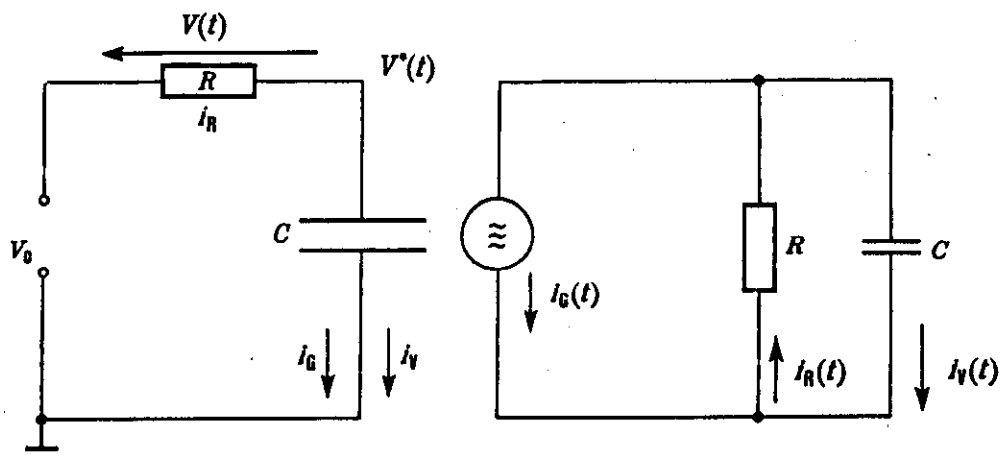 V(t)
V*(t)
R
i_R
C
V_0
i_G
i_V
i_G(t)
R
C
i_R(t)
i_V(t)